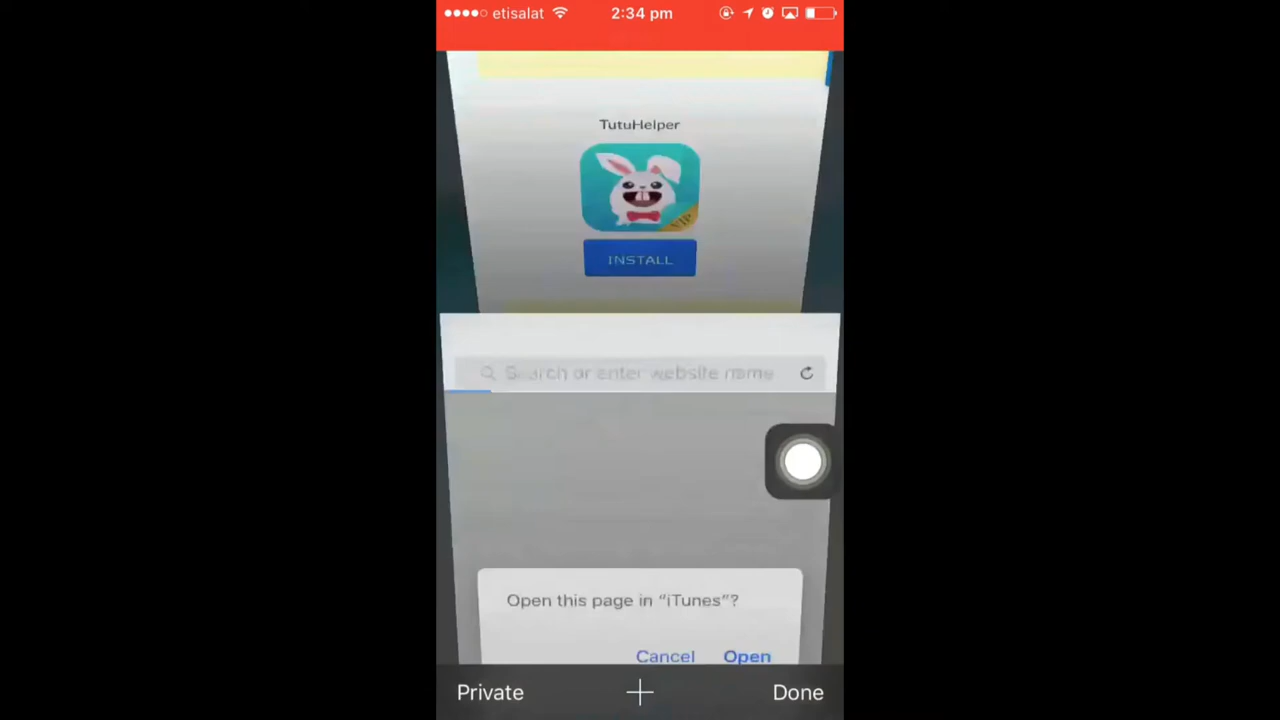 etisalat 2:34 pm
TutuHelper
VIP
INSTALL
Search or enter website name
Open this page in “iTunes”?
Cancel Open
Private Done